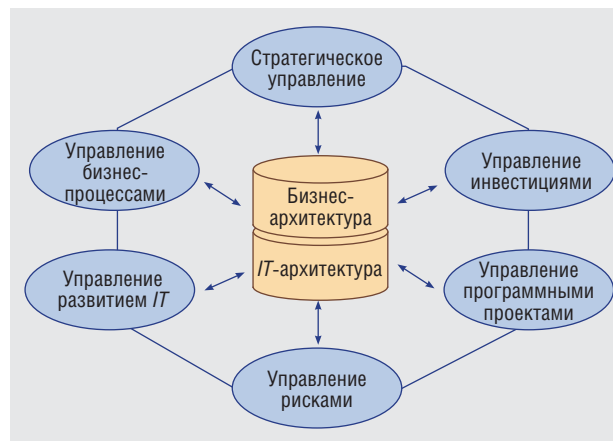 Стратегическое
управление
Управление
бизнес-
процессами
Управление
инвестициями
Бизнес-
архитектура
IT-архитектура
Управление
развитием IT
Управление
программными
проектами
Управление
рисками